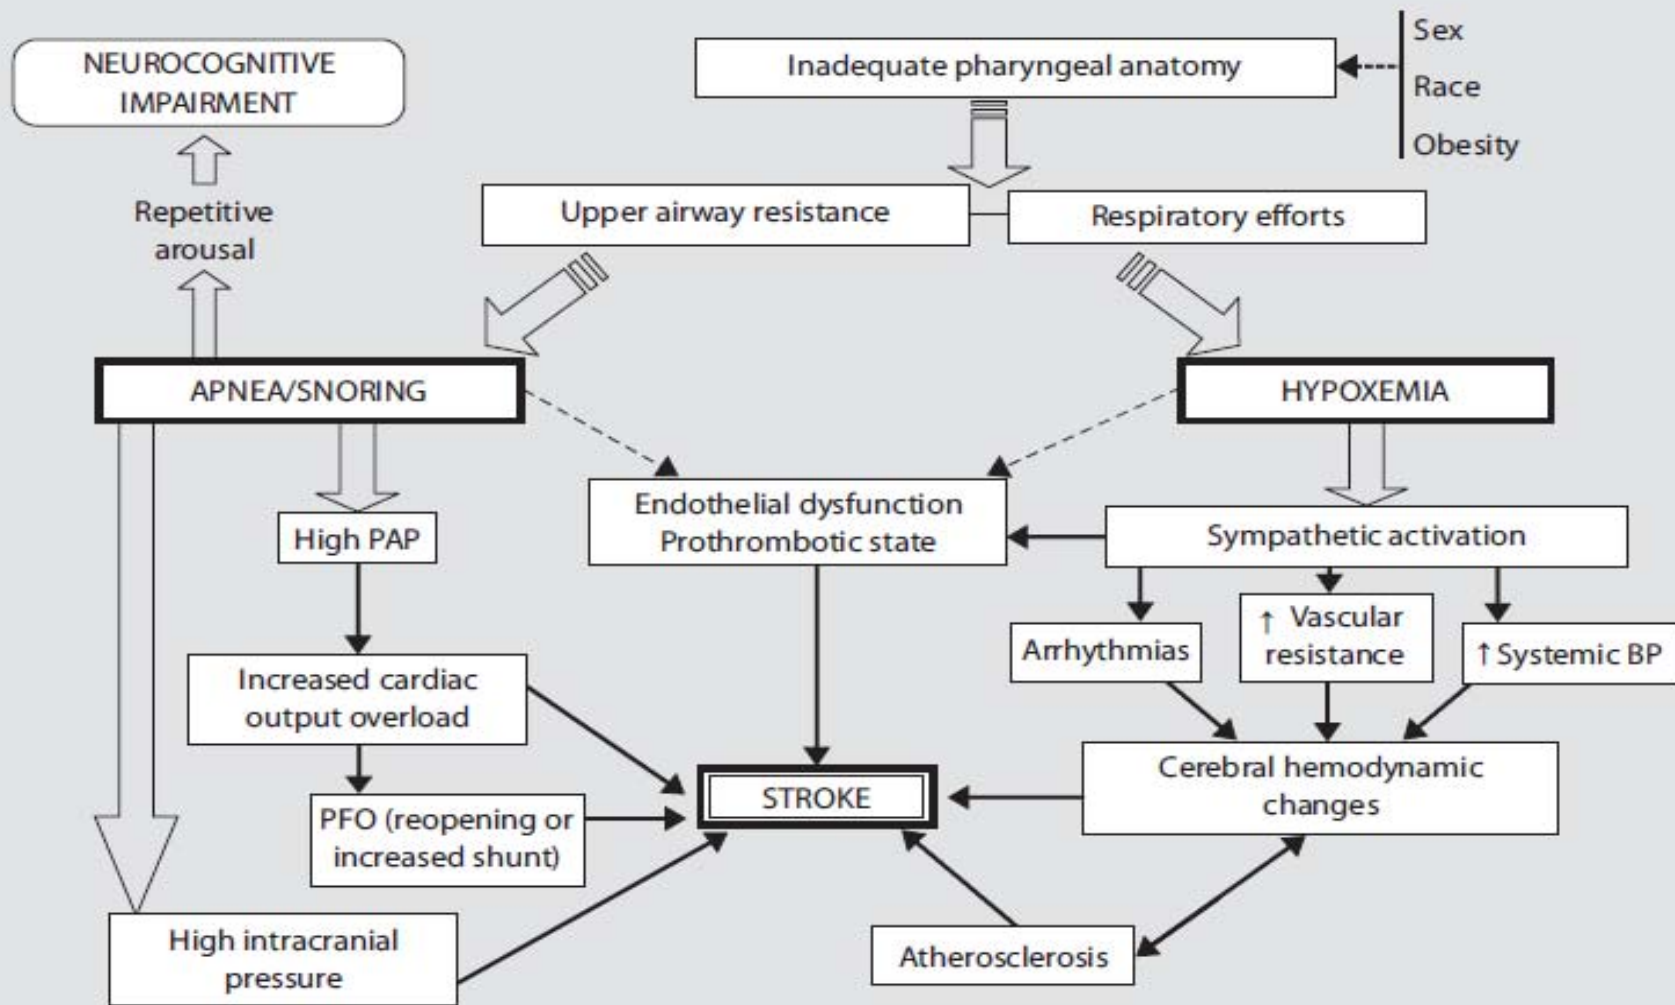 NEUROCOGNITIVE
IMPAIRMENT
Inadequate pharyngeal anatomy
Sex
Race
Obesity
Repetitive
arousal
Upper airway resistance
Respiratory efforts
APNEA/SNORING
HYPOXEMIA
High PAP
Endothelial dysfunction
Prothrombotic state
Sympathetic activation
Arrhythmias
↑ Vascular
resistance
↑ Systemic BP
Increased cardiac
output overload
PFO (reopening or
increased shunt)
STROKE
Cerebral hemodynamic
changes
High intracranial
pressure
Atherosclerosis